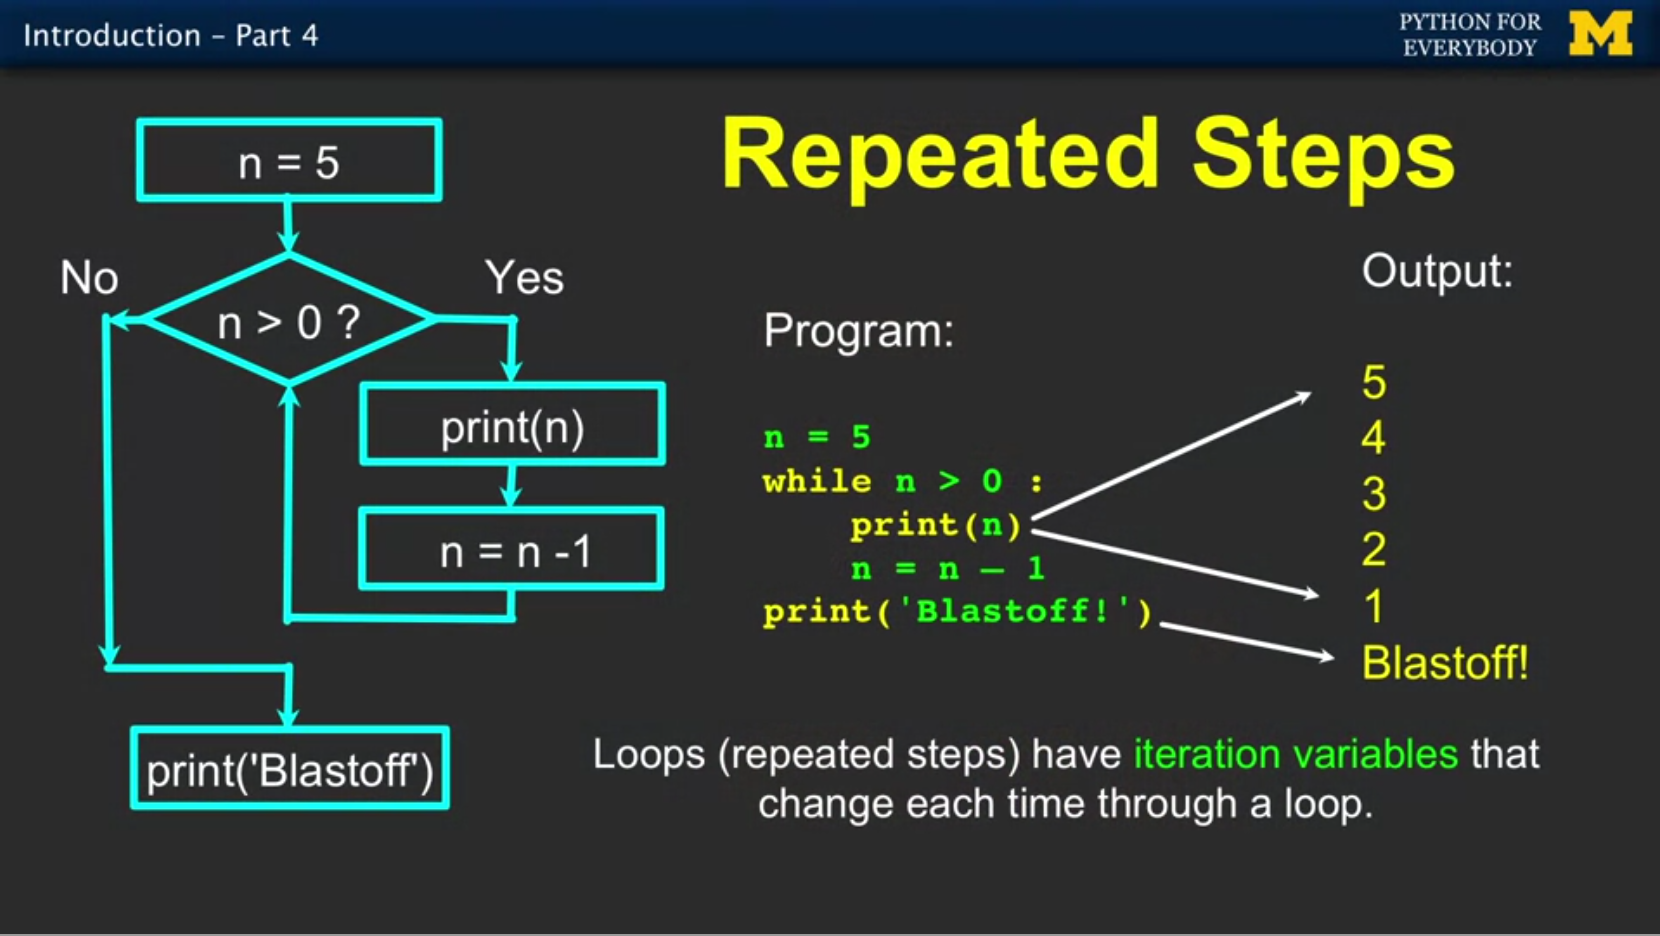 Introduction – Part 4
PYTHON FOR
EVERYBODY
M
Repeated Steps
n = 5
No
Yes
n > 0 ?
print(n)
n = n -1
print('Blastoff')
Program:
n = 5
while n > 0 :
    print(n)
    n = n – 1
print('Blastoff!')
Output:
5
4
3
2
1
Blastoff!
Loops (repeated steps) have iteration variables that
change each time through a loop.